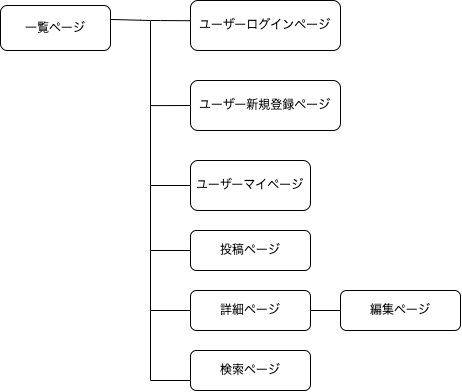 一覧ページ
ユーザーログインページ
ユーザー新規登録ページ
ユーザーマイページ
投稿ページ
詳細ページ
編集ページ
検索ページ